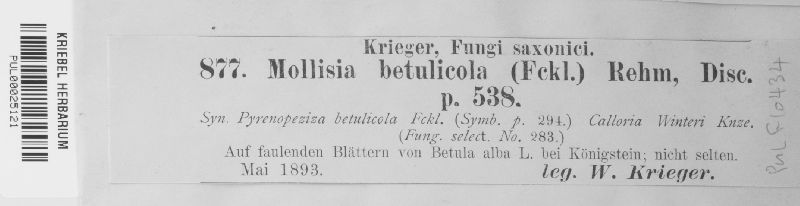 KRIEBEL HERBARIUM
PUL00025121
Krieger, Fungi saxonici.
877. Mollisia betulicola (Fckl.) Rehm, Disc.
p. 538.
Syn. Pyrenopeziza betulicola Fckl. (Symb. p. 294.) Calloria Winteri Knze.
(Fung. select. No. 283.)
Auf faulenden Blättern von Betula alba L. bei Königstein; nicht selten.
Mai 1893. leg. W. Krieger.
PUL F10434